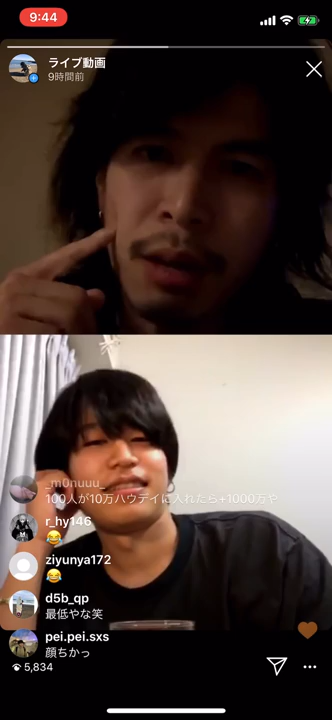 9:44
ライブ動画
9時間前
_m0nuuu_
100人が10万ハウデイに入れたら+1000万や
r_hy146
😂
ziyunya172
😂
d5b_qp
最低やな笑
pei.pei.sxs
顔ちかっ
5,834